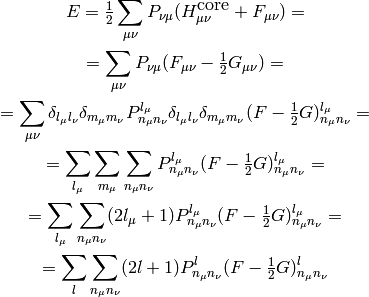 E = ½ ∑_{μν} P_{νμ}(H^{core}_{μν} + F_{μν}) =
= ∑_{μν} P_{νμ}(F_{μν} − ½G_{μν}) =
= ∑_{μν} δ_{l_μ l_ν} δ_{m_μ m_ν} P^{l_μ}_{n_μ n_ν} δ_{l_μ l_ν} δ_{m_μ m_ν} (F − ½G)^{l_μ}_{n_μ n_ν} =
= ∑_{l_μ} ∑_{m_μ} ∑_{n_μ n_ν} P^{l_μ}_{n_μ n_ν} (F − ½G)^{l_μ}_{n_μ n_ν} =
= ∑_{l_μ} ∑_{n_μ n_ν} (2l_μ + 1) P^{l_μ}_{n_μ n_ν} (F − ½G)^{l_μ}_{n_μ n_ν} =
= ∑_{l} ∑_{n_μ n_ν} (2l + 1) P^{l}_{n_μ n_ν} (F − ½G)^{l}_{n_μ n_ν}